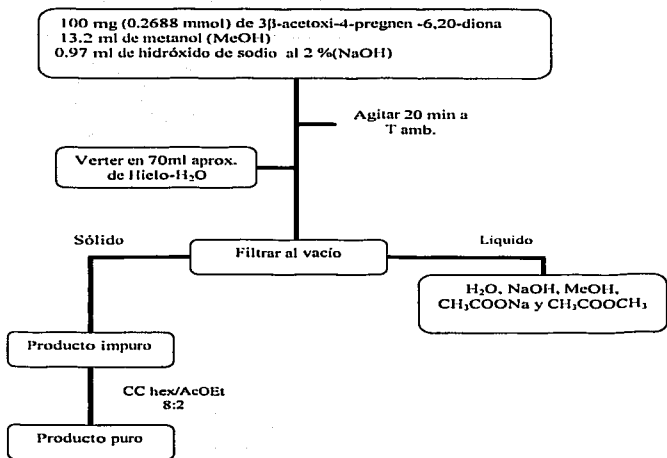 100 mg (0.2688 mmol) de 3β-acetoxi-4-pregnen -6,20-diona
13.2 ml de metanol (MeOH)
0.97 ml de hidróxido de sodio al 2 %(NaOH)
Agitar 20 min a
T amb.
Verter en 70ml aprox.
de Hielo-H₂O
Sólido
Filtrar al vacío
Líquido
H₂O, NaOH, MeOH,
CH₃COONa y CH₃COOCH₃
Producto impuro
CC hex/AcOEt
8:2
Producto puro